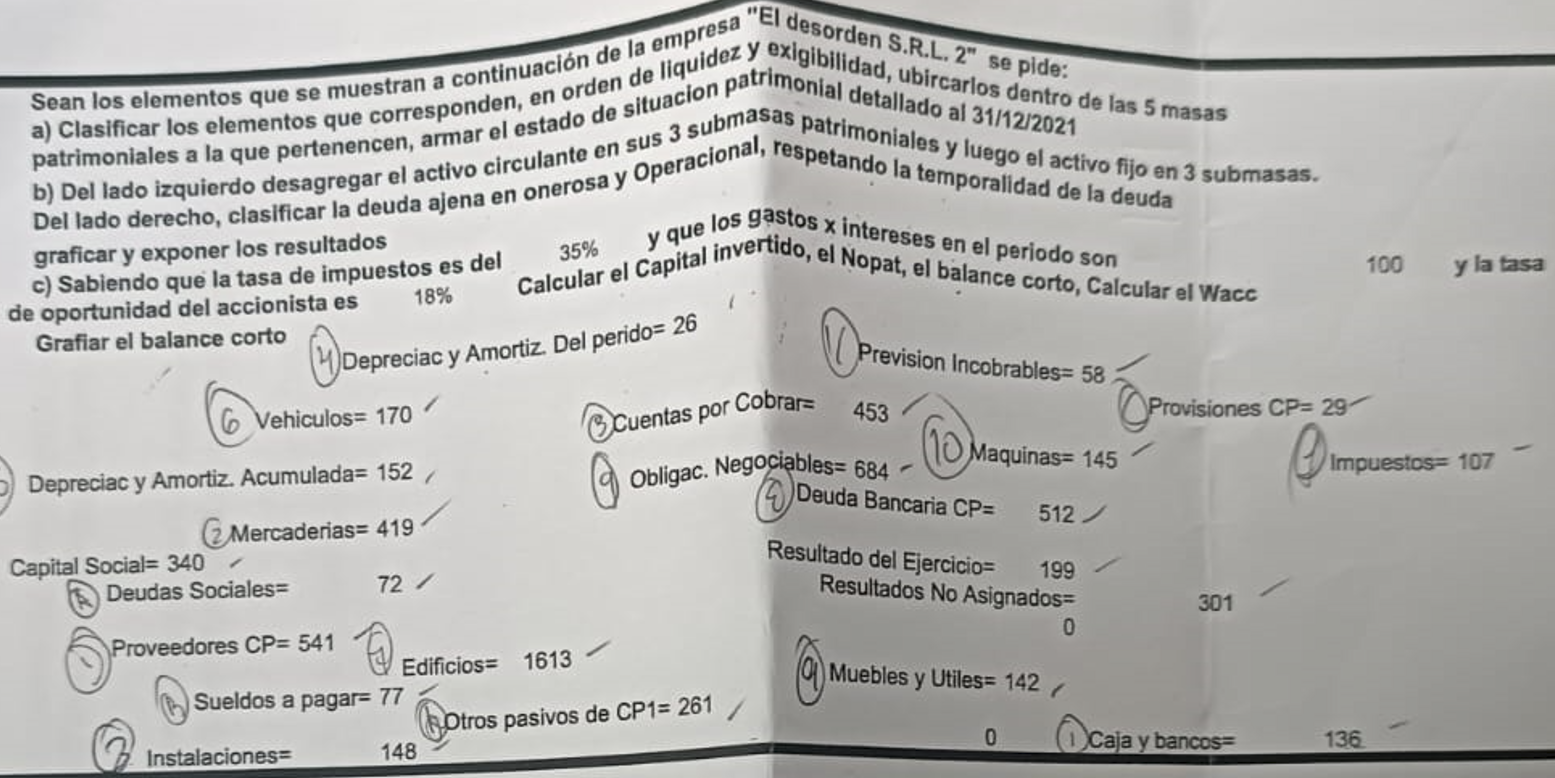 Sean los elementos que se muestran a continuación de la empresa "El desorden S.R.L. 2" se pide:
a) Clasificar los elementos que corresponden, en orden de liquidez y exigibilidad, ubircarlos dentro de las 5 masas
patrimoniales a la que pertenencen, armar el estado de situacion patrimonial detallado al 31/12/2021
b) Del lado izquierdo desagregar el activo circulante en sus 3 submasas patrimoniales y luego el activo fijo en 3 submasas.
Del lado derecho, clasificar la deuda ajena en onerosa y Operacional, respetando la temporalidad de la deuda
graficar y exponer los resultados
c) Sabiendo que la tasa de impuestos es del 35% y que los gastos x intereses en el periodo son 100 y la tasa
de oportunidad del accionista es 18% Calcular el Capital invertido, el Nopat, el balance corto, Calcular el Wacc
Grafiar el balance corto
Depreciac y Amortiz. Del perido= 26
11 Prevision Incobrables= 58
6 Vehiculos= 170
3 Cuentas por Cobrar= 453
Provisiones CP= 29
Depreciac y Amortiz. Acumulada= 152
9 Obligac. Negociables= 684
10 Maquinas= 145
Impuestos= 107
2 Mercaderias= 419
Deuda Bancaria CP= 512
Capital Social= 340
Resultado del Ejercicio= 199
Deudas Sociales= 72
Resultados No Asignados= 301
0
Proveedores CP= 541
Edificios= 1613
Muebles y Utiles= 142
Sueldos a pagar= 77
Otros pasivos de CP1= 261
0
1 Caja y bancos= 136
Instalaciones= 148